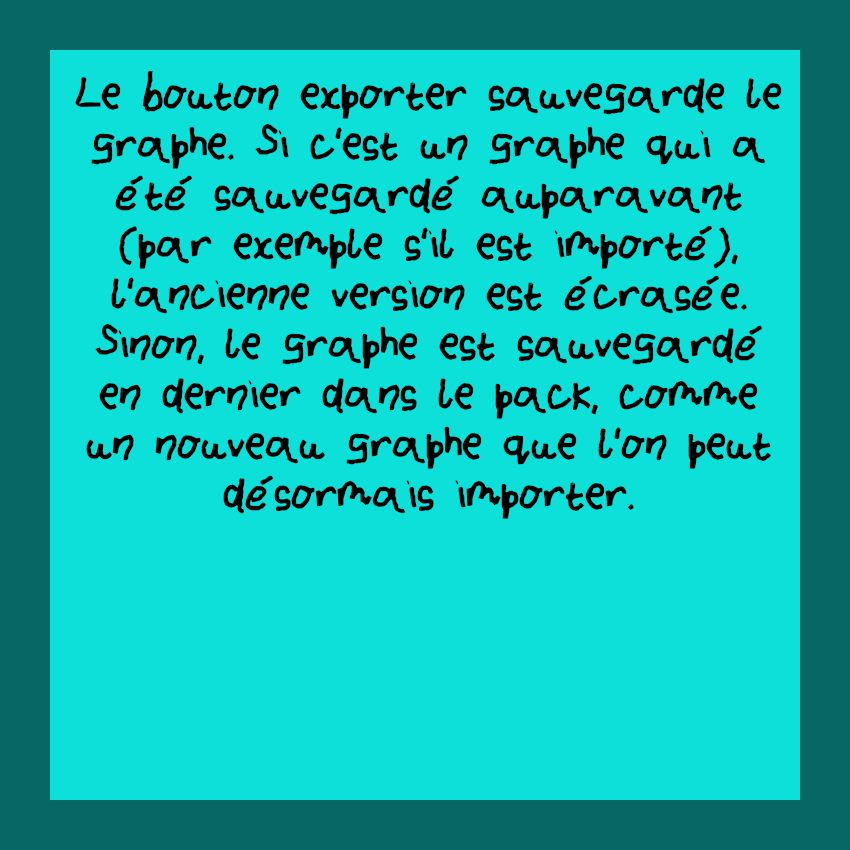 Le bouton exporter sauvegarde le
graphe. Si c'est un graphe qui a
été sauvegardé auparavant
(par exemple s'il est importé),
l'ancienne version est écrasée.
Sinon, le graphe est sauvegardé
en dernier dans le pack, comme
un nouveau graphe que l'on peut
désormais importer.